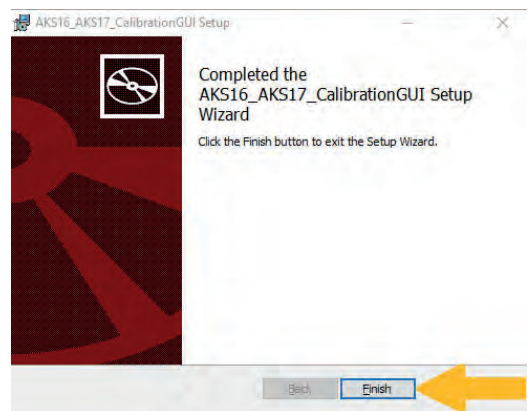 AKS16_AKS17_CalibrationGUI Setup
Completed the
AKS16_AKS17_CalibrationGUI Setup
Wizard
Click the Finish button to exit the Setup Wizard.
Back
Finish